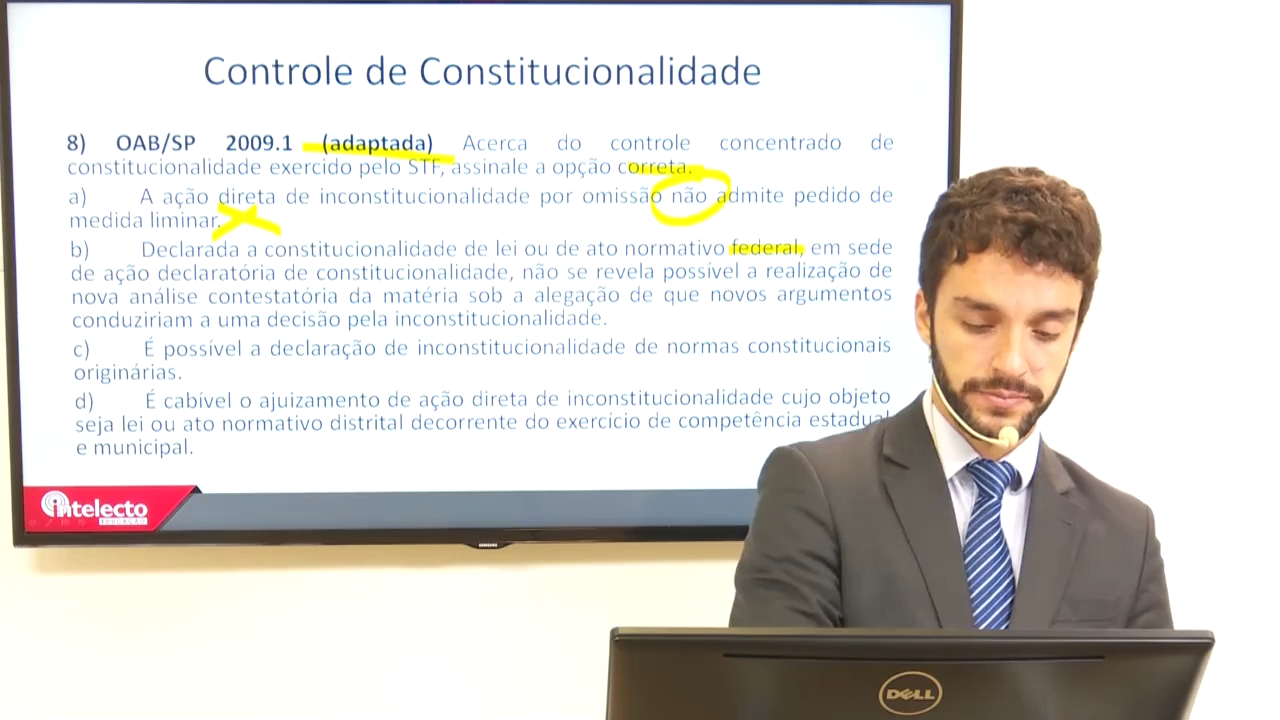 Controle de Constitucionalidade
8) OAB/SP 2009.1 (adaptada) Acerca do controle concentrado de
constitucionalidade exercido pelo STF, assinale a opção correta.
a) A ação direta de inconstitucionalidade por omissão não admite pedido de
medida liminar.
b) Declarada a constitucionalidade de lei ou de ato normativo federal, em sede
de ação declaratória de constitucionalidade, não se revela possível a realização de
nova análise contestatória da matéria sob a alegação de que novos argumentos
conduziriam a uma decisão pela inconstitucionalidade.
c) É possível a declaração de inconstitucionalidade de normas constitucionais
originárias.
d) É cabível o ajuizamento de ação direta de inconstitucionalidade cujo objeto
seja lei ou ato normativo distrital decorrente do exercício de competência estadual
e municipal.
intelecto
EDUCAÇÃO
SAMSUNG
DELL